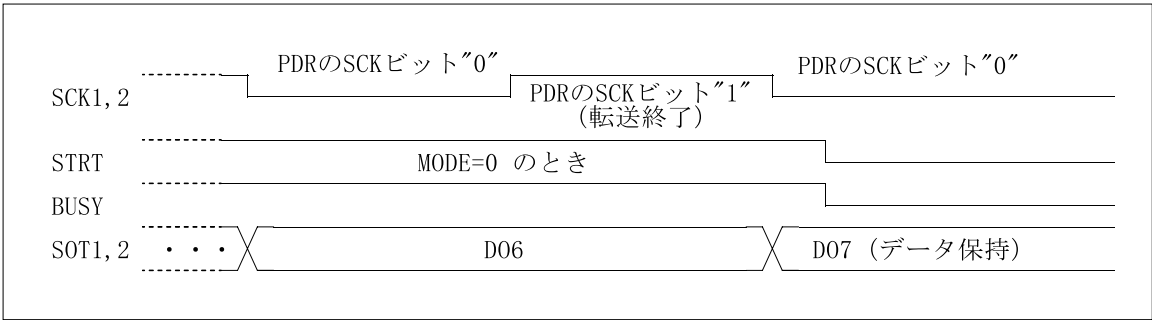 PDRのSCKビット"0"
PDRのSCKビット"0"
SCK1,2
PDRのSCKビット"1"
(転送終了)
STRT
MODE=0 のとき
BUSY
SOT1,2
・・・
DO6
DO7 (データ保持)